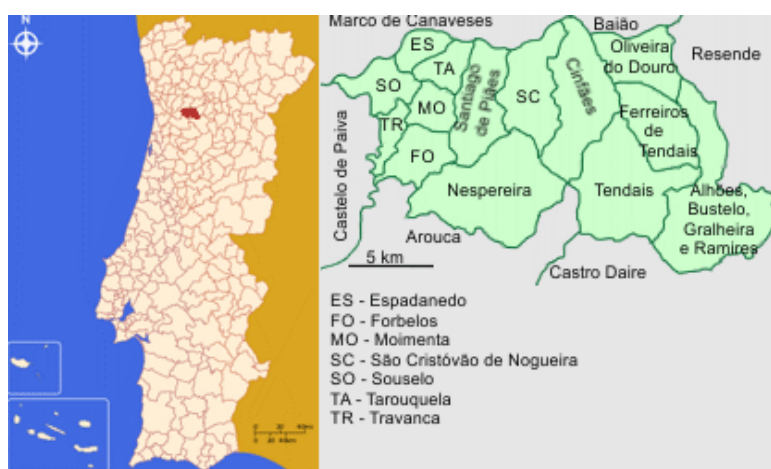 N
Marco de Canaveses
Baião
Resende
Castelo de Paiva
Arouca
Castro Daire
ES
TA
SO
MO
TR
FO
Santiago
de Piães
SC
Cinfães
Oliveira
do Douro
Ferreiros
de
Tendais
Nespereira
Tendais
Alhões,
Bustelo,
Gralheira
e Ramires
5 km
ES - Espadanedo
FO - Forbelos
MO - Moimenta
SC - São Cristóvão de Nogueira
SO - Souselo
TA - Tarouquela
TR - Travanca